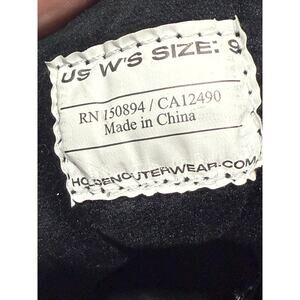 US W'S SIZE: 9
RN 150894 / CA12490
Made in China
HOLDENOUTERWEAR.COM